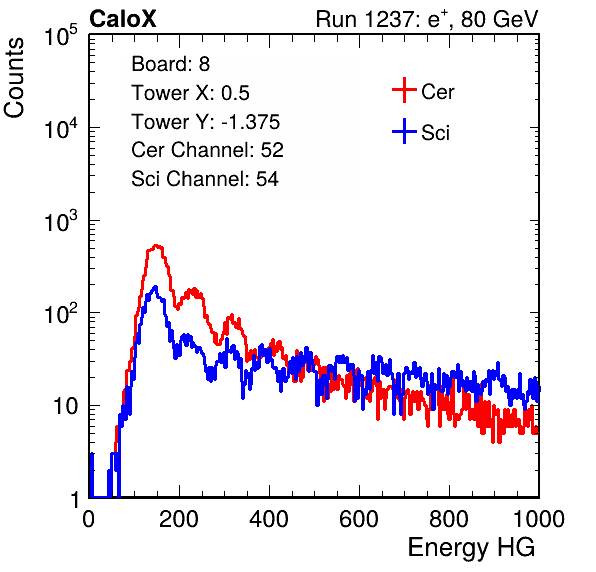 CaloX Run 1237: e⁺, 80 GeV
Board: 8
Tower X: 0.5
Tower Y: -1.375
Cer Channel: 52
Sci Channel: 54
Cer
Sci
Counts
10⁵
10⁴
10³
10²
10
1
0 200 400 600 800 1000
Energy HG